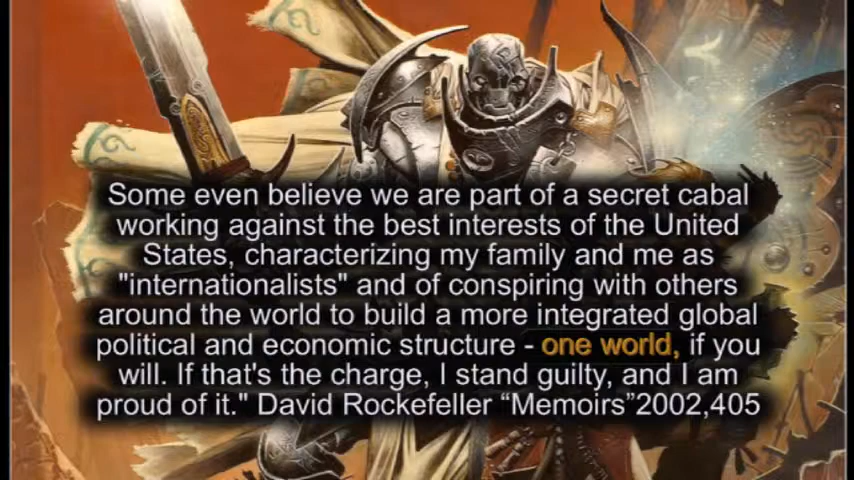 Some even believe we are part of a secret cabal
working against the best interests of the United
States, characterizing my family and me as
"internationalists" and of conspiring with others
around the world to build a more integrated global
political and economic structure - one world, if you
will. If that's the charge, I stand guilty, and I am
proud of it." David Rockefeller “Memoirs”2002,405